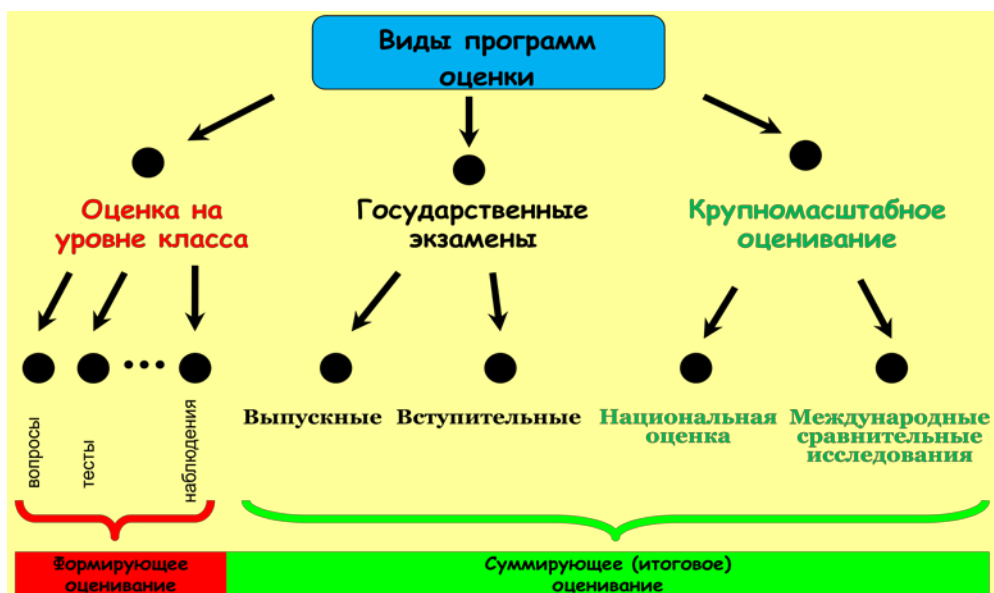 Виды программ
оценки
Оценка на
уровне класса
Государственные
экзамены
Крупномасштабное
оценивание
вопросы
тесты
...
наблюдения
Выпускные
Вступительные
Национальная
оценка
Международные
сравнительные
исследования
Формирующее
оценивание
Суммирующее (итоговое)
оценивание